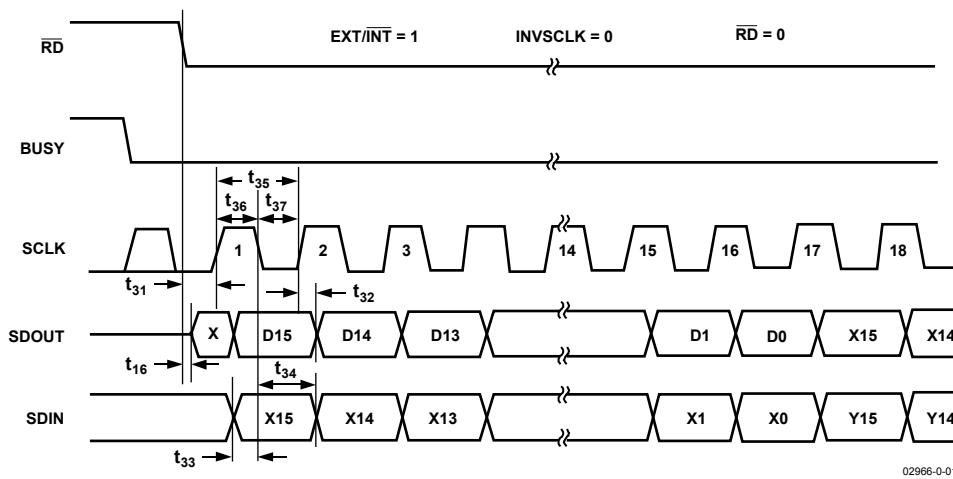 RD EXT/INT = 1 INVSCLK = 0 RD = 0
BUSY
t35
t36 t37
SCLK 1 2 3 14 15 16 17 18
t31 t32
SDOUT X D15 D14 D13 D1 D0 X15 X14
t16 t34
SDIN X15 X14 X13 X1 X0 Y15 Y14
t33
02966-0-01